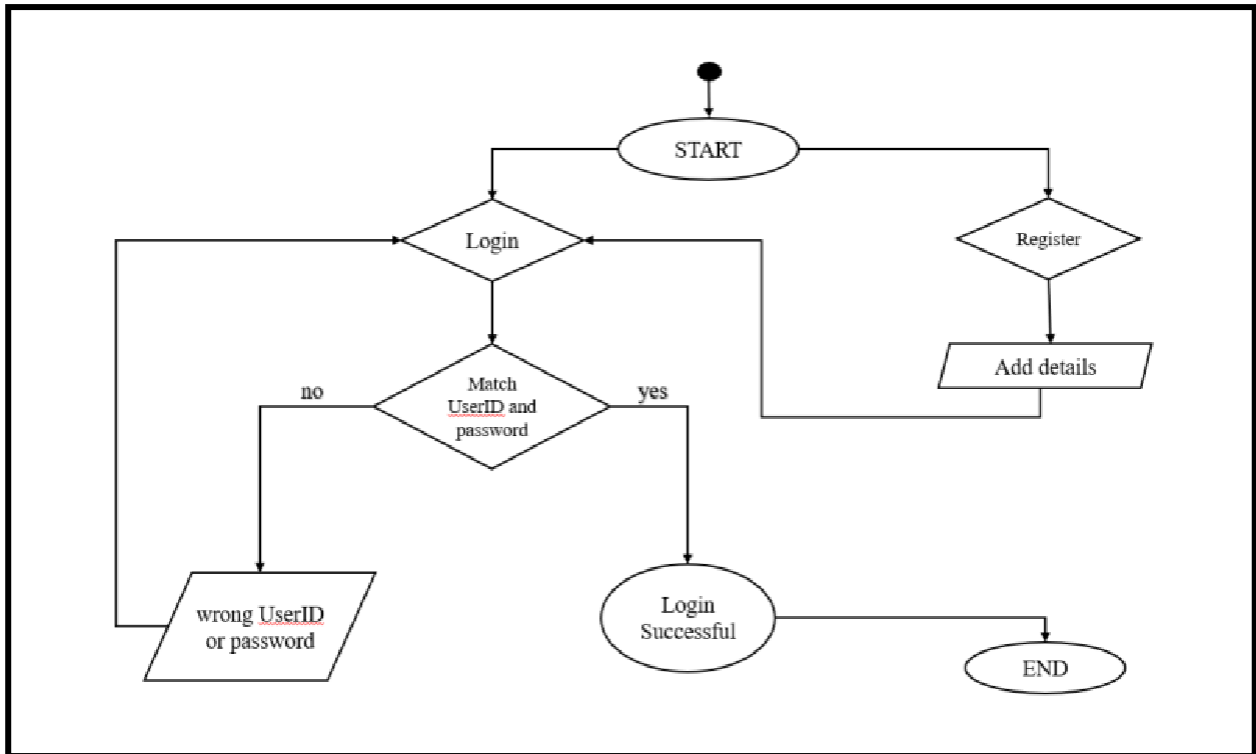 START
Login
Register
Add details
Match
UserID and
password
no
yes
wrong UserID
or password
Login
Successful
END